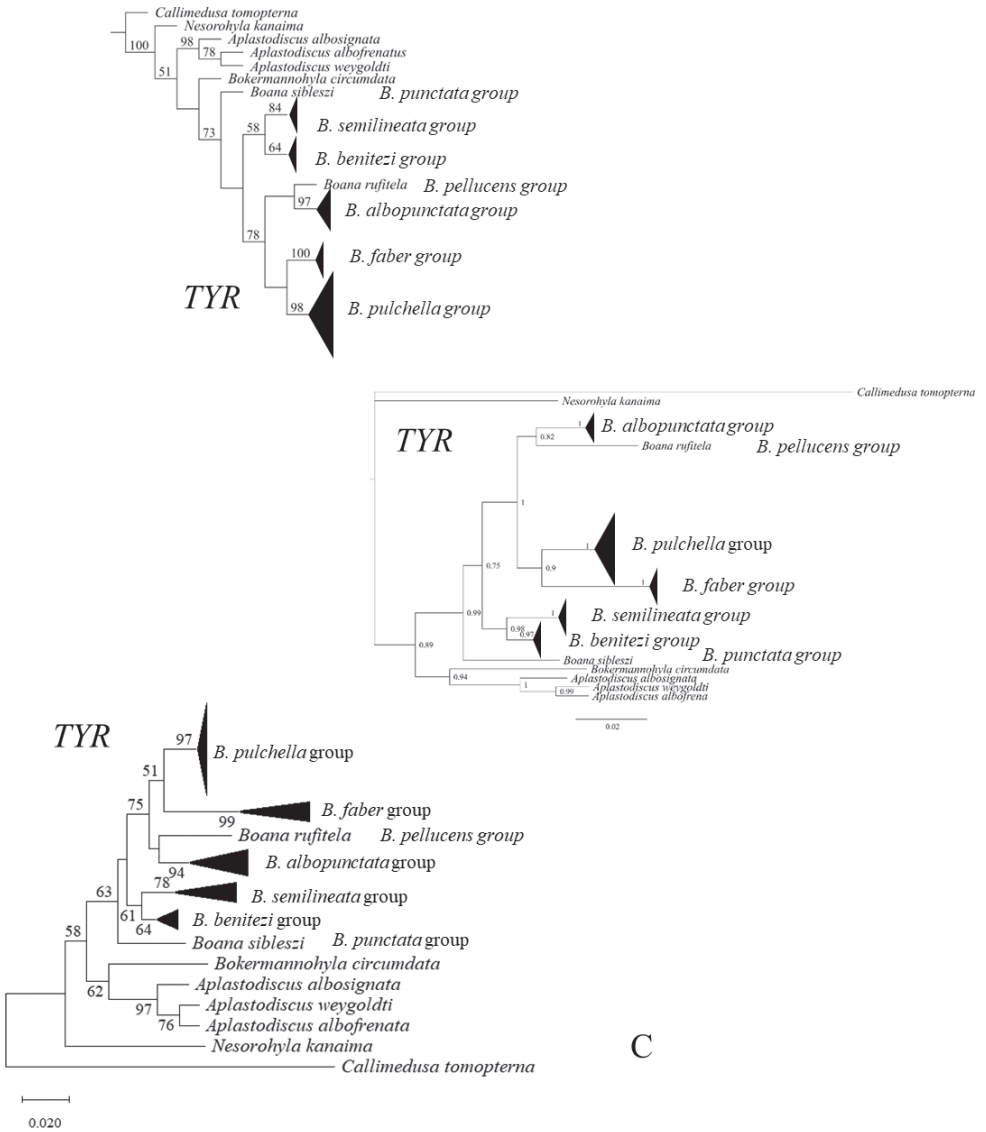 Callimedusa tomopterna
Nesorohyla kanaima
100
98
Aplastodiscus albosignata
78
Aplastodiscus albofrenatus
51
Aplastodiscus weygoldti
Bokermannohyla circumdata
Boana sibleszi
B. punctata group
84
73
58
B. semilineata group
64
B. benitezi group
Boana rufitela
B. pellucens group
97
B. albopunctata group
78
100
B. faber group
TYR
98
B. pulchella group
Callimedusa tomopterna
Nesorohyla kanaima
TYR
1
B. albopunctata group
0.82
Boana rufitela
B. pellucens group
1
1
B. pulchella group
0.75
0.9
1
B. faber group
0.99
1
B. semilineata group
0.98
0.97
B. benitezi group
0.89
Boana sibleszi
B. punctata group
0.94
Bokermannohyla circumdata
Aplastodiscus albosignata
1
Aplastodiscus weygoldti
0.99
Aplastodiscus albofrena
0.02
TYR
97
B. pulchella group
51
75
B. faber group
99
Boana rufitela
B. pellucens group
B. albopunctata group
94
78
63
B. semilineata group
61
B. benitezi group
64
58
Boana sibleszi
B. punctata group
Bokermannohyla circumdata
62
Aplastodiscus albosignata
97
Aplastodiscus weygoldti
76
Aplastodiscus albofrenata
Nesorohyla kanaima
C
Callimedusa tomopterna
0.020